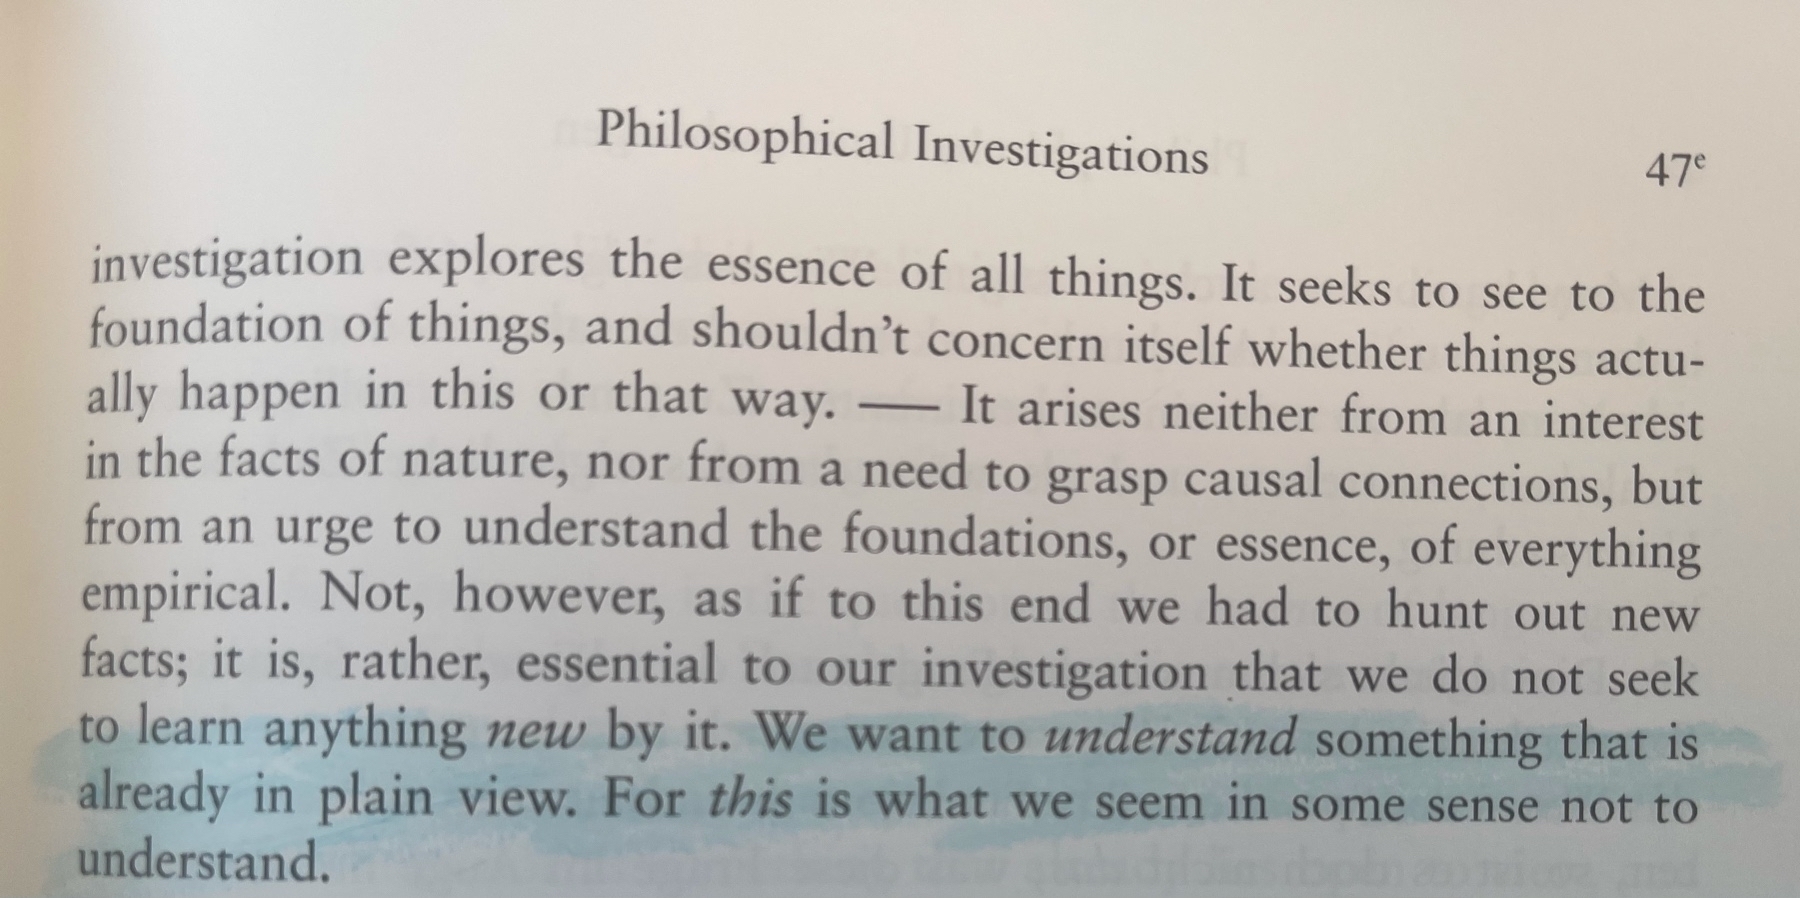 Philosophical Investigations
47e
investigation explores the essence of all things. It seeks to see to the
foundation of things, and shouldn't concern itself whether things actu-
ally happen in this or that way. —— It arises neither from an interest
in the facts of nature, nor from a need to grasp causal connections, but
from an urge to understand the foundations, or essence, of everything
empirical. Not, however, as if to this end we had to hunt out new
facts; it is, rather, essential to our investigation that we do not seek
to learn anything new by it. We want to understand something that is
already in plain view. For this is what we seem in some sense not to
understand.